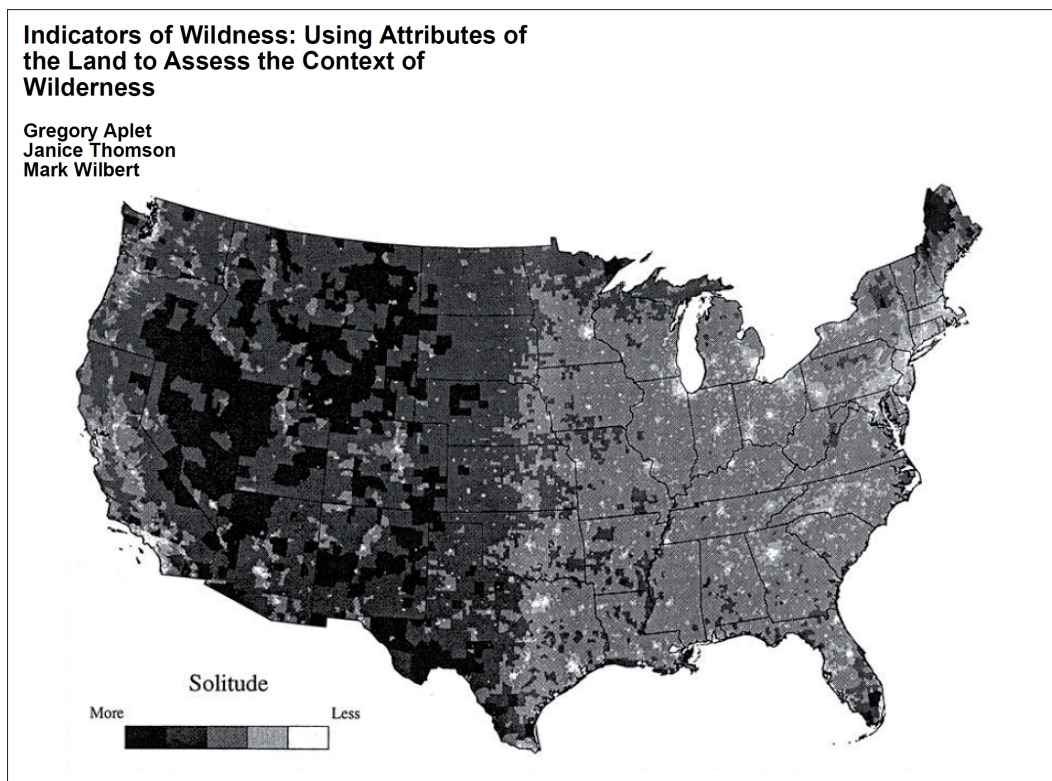 Indicators of Wildness: Using Attributes of
the Land to Assess the Context of
Wilderness
Gregory Aplet
Janice Thomson
Mark Wilbert
Solitude
More Less